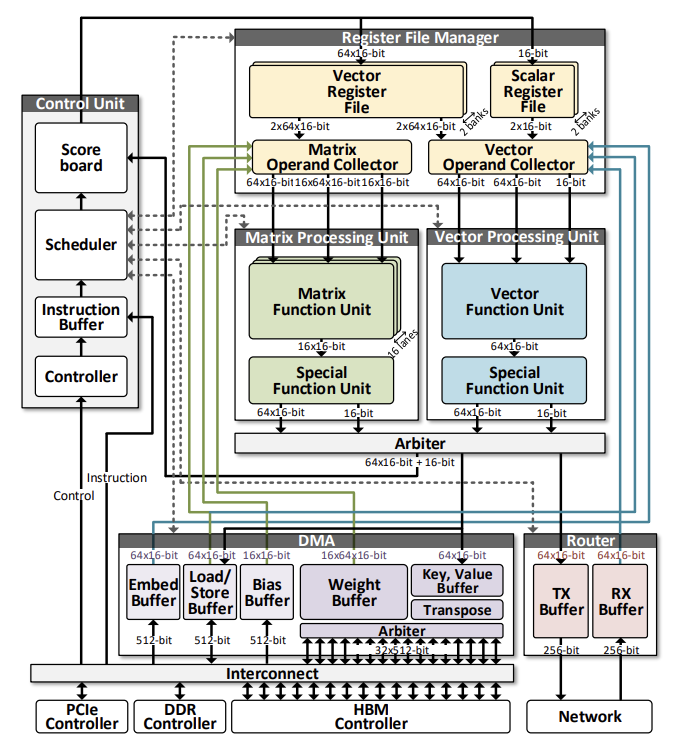 Register File Manager
64x16-bit
16-bit
Vector
Register
File
Scalar
Register
File
2 banks
2 banks
2x64x16-bit
2x64x16-bit
2x16-bit
Matrix
Operand Collector
Vector
Operand Collector
64x16-bit
16x64x16-bit
16x16-bit
64x16-bit
64x16-bit
16-bit
Control Unit
Score
board
Scheduler
Instruction
Buffer
Controller
Matrix Processing Unit
Matrix
Function Unit
16x16-bit
16 lanes
Special
Function Unit
64x16-bit
16-bit
Vector Processing Unit
Vector
Function Unit
64x16-bit
Special
Function Unit
64x16-bit
16-bit
Arbiter
64x16-bit + 16-bit
Instruction
Control
DMA
64x16-bit
64x16-bit
16x16-bit
16x64x16-bit
64x16-bit
Embed
Buffer
Load/
Store
Buffer
Bias
Buffer
Weight
Buffer
Key, Value
Buffer
Transpose
Arbiter
512-bit
512-bit
512-bit
32x512-bit
Router
64x16-bit
64x16-bit
TX
Buffer
RX
Buffer
256-bit
256-bit
Interconnect
PCIe
Controller
DDR
Controller
HBM
Controller
Network